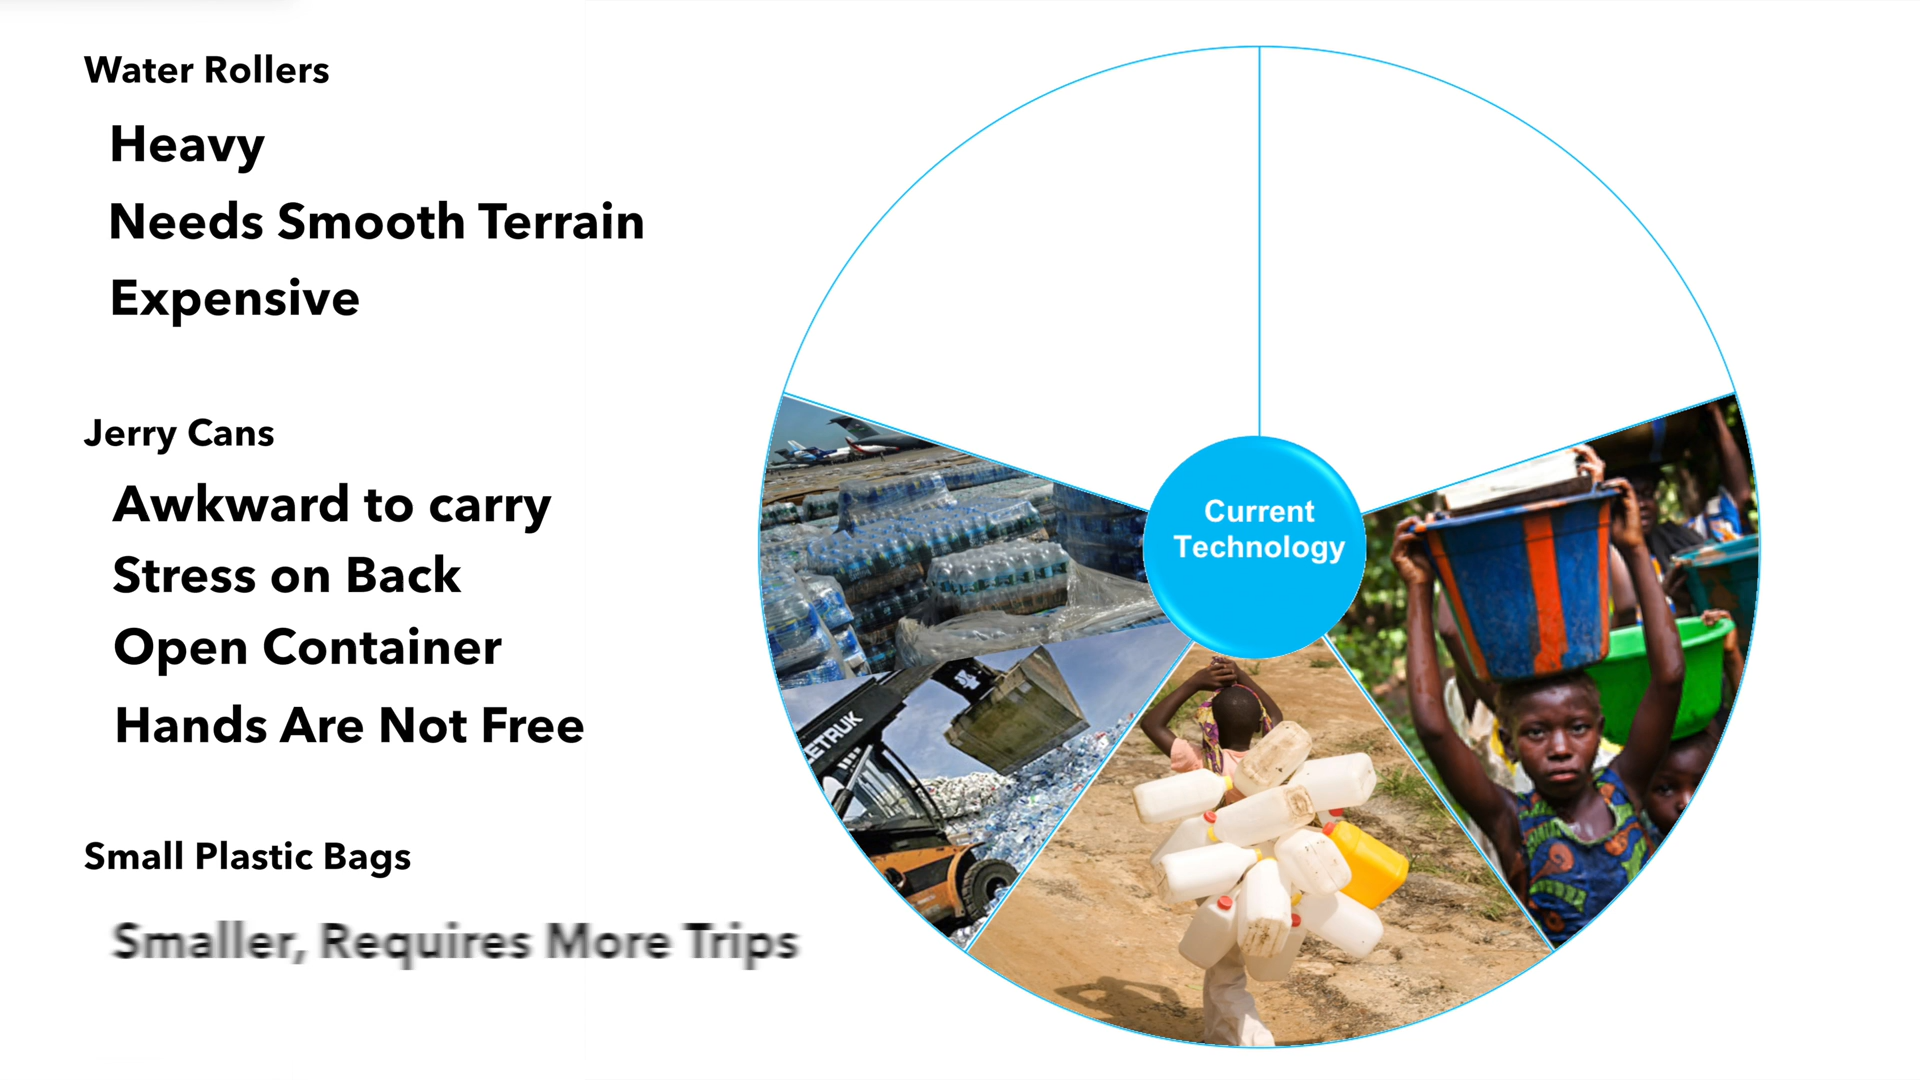 Water Rollers
Heavy
Needs Smooth Terrain
Expensive
Jerry Cans
Awkward to carry
Stress on Back
Open Container
Hands Are Not Free
Small Plastic Bags
Smaller, Requires More Trips
Current
Technology
ETRUK